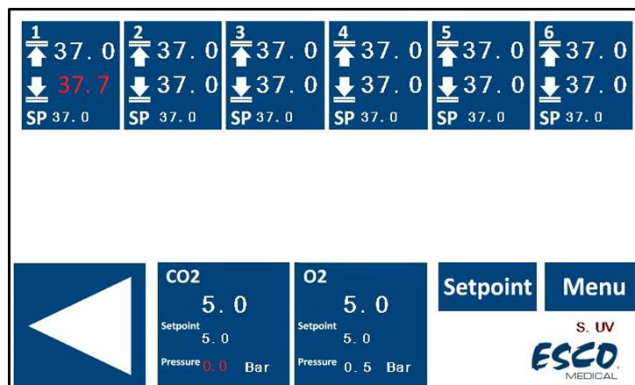 1 2 3 4 5 6
37.0 37.0 37.0 37.0 37.0 37.0
37.7 37.0 37.0 37.0 37.0 37.0
SP 37.0 SP 37.0 SP 37.0 SP 37.0 SP 37.0 SP 37.0
CO2 O2
5.0 5.0
Setpoint Menu
Setpoint 5.0 Setpoint 5.0
Pressure 0.0 Bar Pressure 0.5 Bar
S. UV
ESCO
MEDICAL